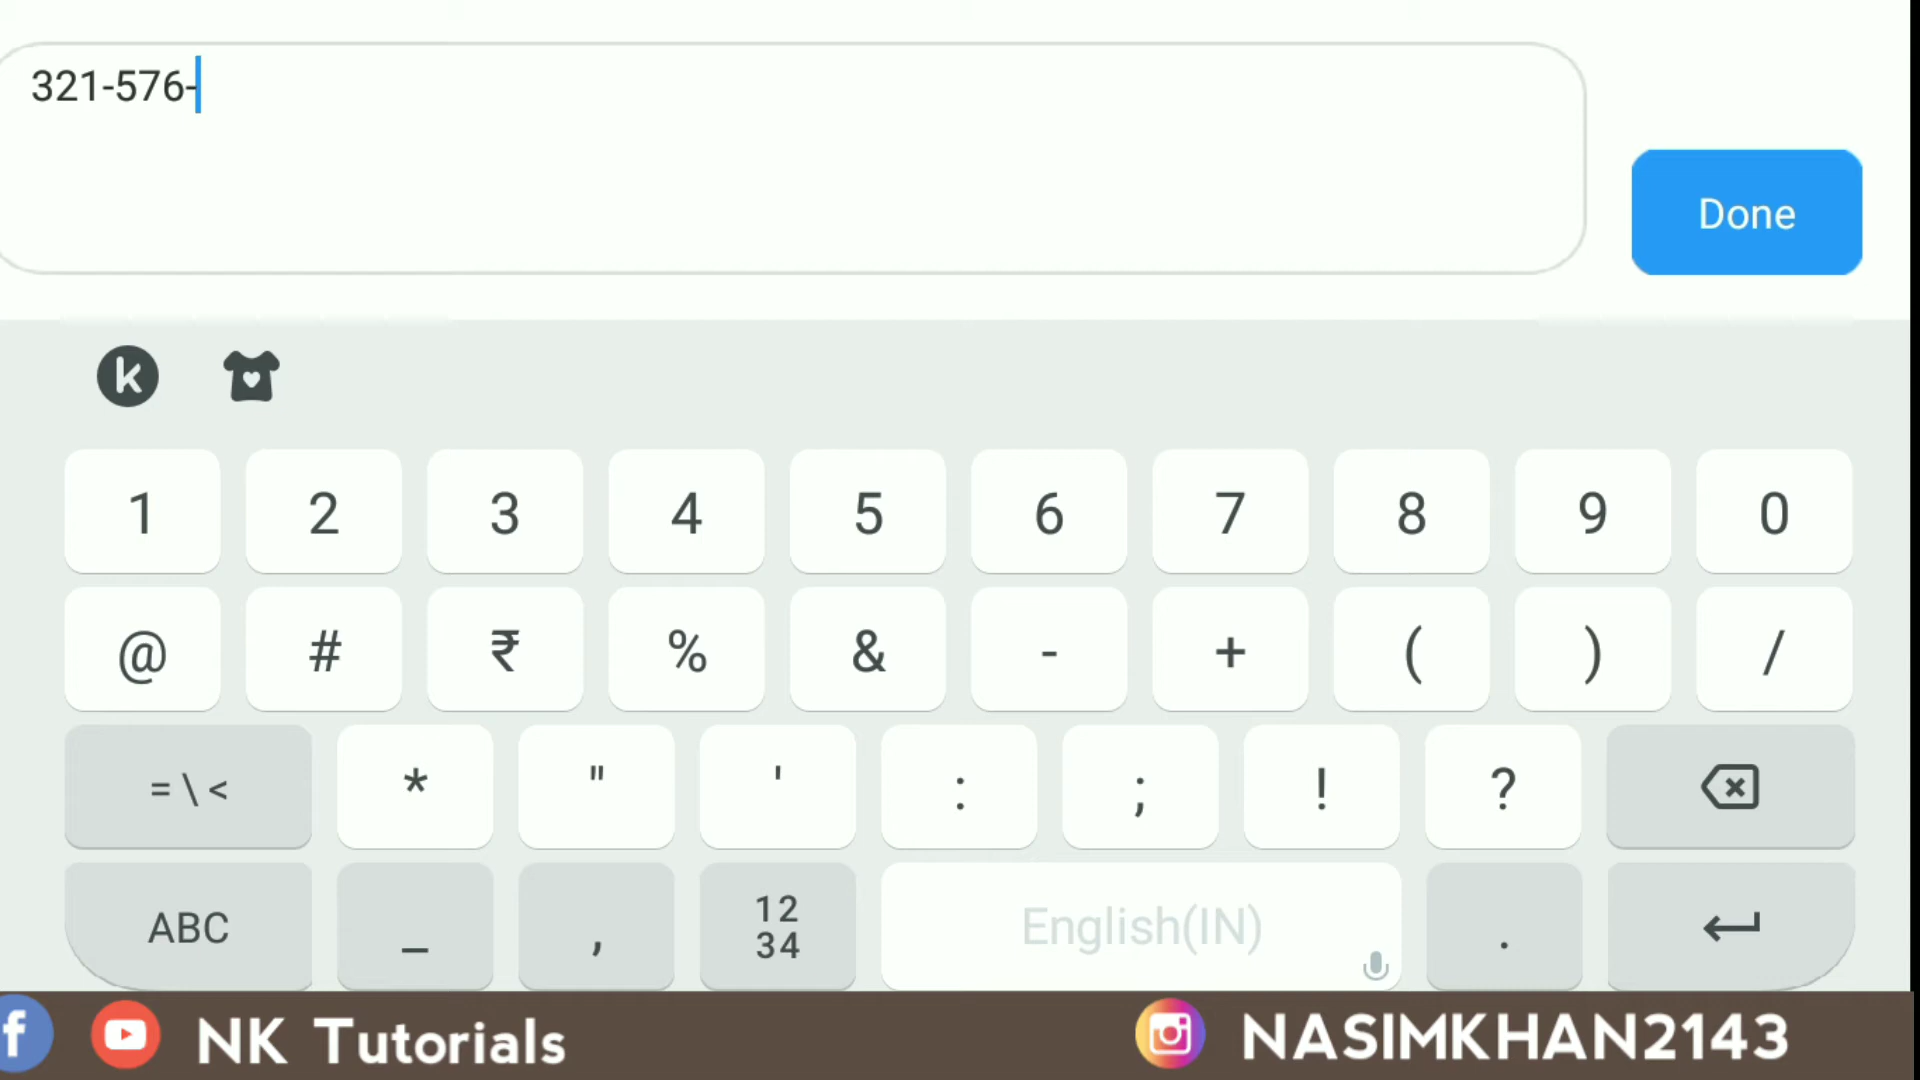 321-576-
Done
1 2 3 4 5 6 7 8 9 0
@ # ₹ % & - + ( ) /
= \ < * " ' : ; ! ?
ABC _ , 12 34 English(IN) .
NK Tutorials NASIMKHAN2143